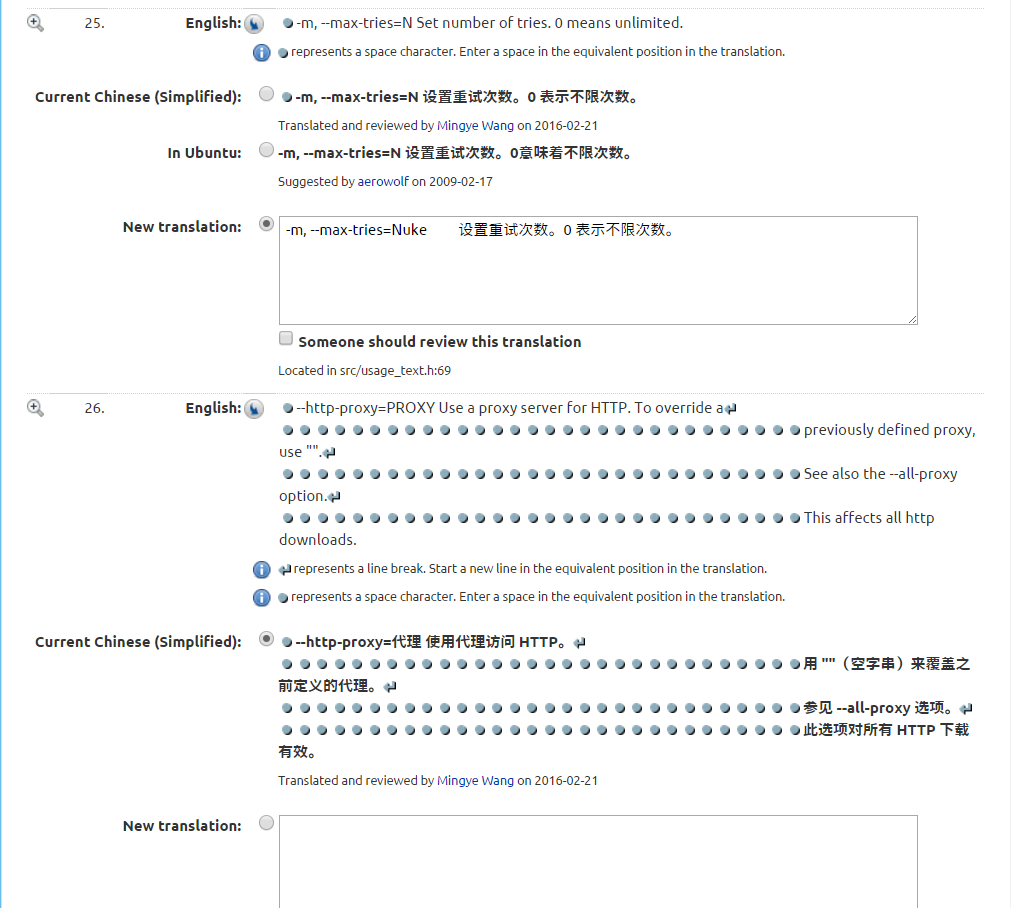 25. English: -m, --max-tries=N Set number of tries. 0 means unlimited.
represents a space character. Enter a space in the equivalent position in the translation.
Current Chinese (Simplified): -m, --max-tries=N 设置重试次数。0 表示不限次数。
Translated and reviewed by Mingye Wang on 2016-02-21
In Ubuntu: -m, --max-tries=N 设置重试次数。0意味着不限次数。
Suggested by aerowolf on 2009-02-17
New translation: -m, --max-tries=Nuke 设置重试次数。0 表示不限次数。
Someone should review this translation
Located in src/usage_text.h:69
26. English: --http-proxy=PROXY Use a proxy server for HTTP. To override a
previously defined proxy,
use "".
See also the --all-proxy
option.
This affects all http
downloads.
represents a line break. Start a new line in the equivalent position in the translation.
represents a space character. Enter a space in the equivalent position in the translation.
Current Chinese (Simplified): --http-proxy=代理 使用代理访问 HTTP。
用 ""（空字串）来覆盖之
前定义的代理。
参见 --all-proxy 选项。
此选项对所有 HTTP 下载
有效。
Translated and reviewed by Mingye Wang on 2016-02-21
New translation: